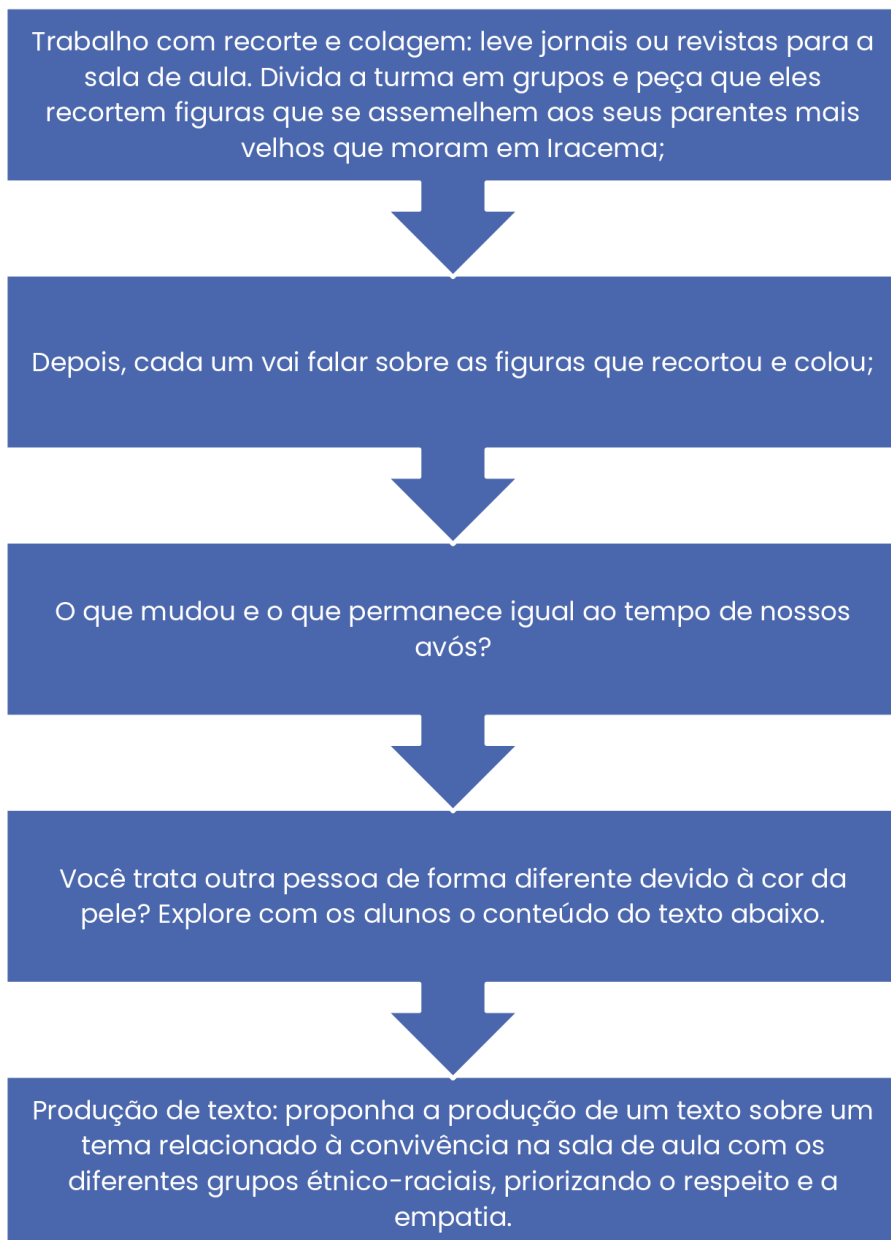 Trabalho com recorte e colagem: leve jornais ou revistas para a
sala de aula. Divida a turma em grupos e peça que eles
recortem figuras que se assemelhem aos seus parentes mais
velhos que moram em Iracema;
Depois, cada um vai falar sobre as figuras que recortou e colou;
O que mudou e o que permanece igual ao tempo de nossos
avós?
Você trata outra pessoa de forma diferente devido à cor da
pele? Explore com os alunos o conteúdo do texto abaixo.
Produção de texto: proponha a produção de um texto sobre um
tema relacionado à convivência na sala de aula com os
diferentes grupos étnico-raciais, priorizando o respeito e a
empatia.